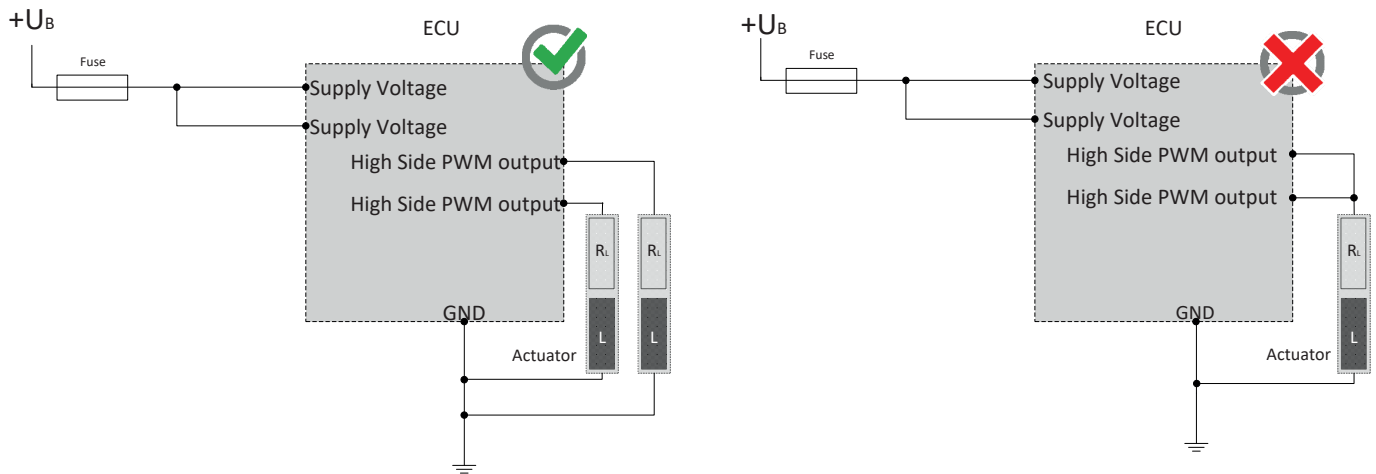 +UB
ECU
Fuse
Supply Voltage
Supply Voltage
High Side PWM output
High Side PWM output
RL
RL
GND
L
L
Actuator
+UB
ECU
Fuse
Supply Voltage
Supply Voltage
High Side PWM output
High Side PWM output
RL
GND
L
Actuator